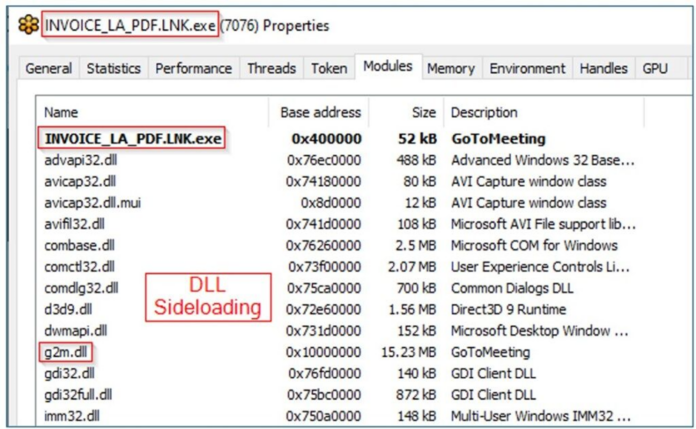 INVOICE_LA_PDF.LNK.exe (7076) Properties
General Statistics Performance Threads Token Modules Memory Environment Handles GPU
Name Base address Size Description
INVOICE_LA_PDF.LNK.exe 0x400000 52 kB GoToMeeting
advapi32.dll 0x76ec0000 488 kB Advanced Windows 32 Base...
avicap32.dll 0x74180000 80 kB AVI Capture window class
avicap32.dll.mui 0x8d0000 12 kB AVI Capture window class
avifil32.dll 0x741d0000 108 kB Microsoft AVI File support lib...
combase.dll 0x76260000 2.5 MB Microsoft COM for Windows
comctl32.dll 0x73f00000 2.07 MB User Experience Controls Li...
comdlg32.dll 0x75ca0000 700 kB Common Dialogs DLL
d3d9.dll 0x72e60000 1.56 MB Direct3D 9 Runtime
DLL
Sideloading
dwmapi.dll 0x731d0000 152 kB Microsoft Desktop Window ...
g2m.dll 0x10000000 15.23 MB GoToMeeting
gdi32.dll 0x76fd0000 140 kB GDI Client DLL
gdi32full.dll 0x75bc0000 872 kB GDI Client DLL
imm32.dll 0x750a0000 148 kB Multi-User Windows IMM32 ...